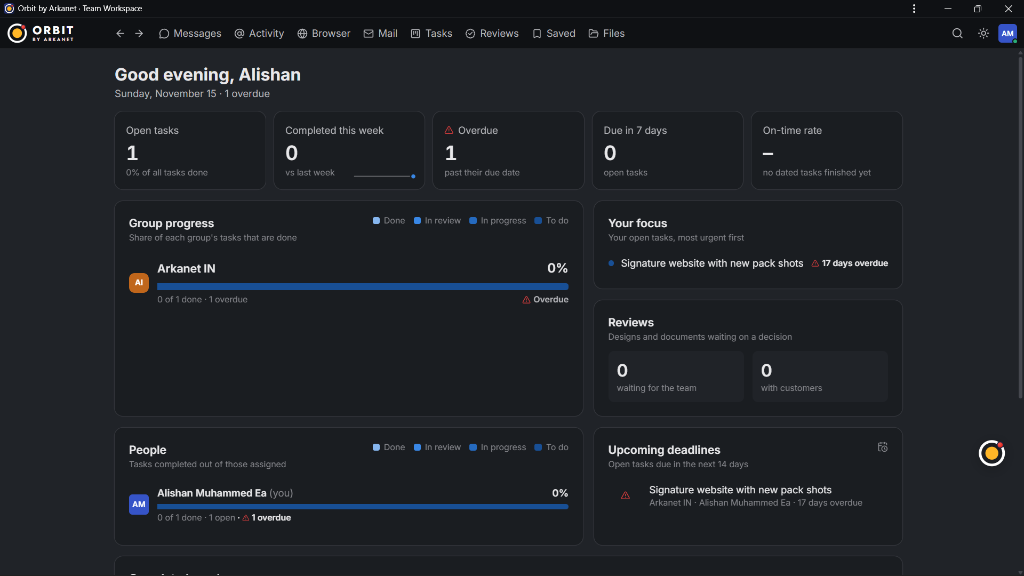 Orbit by Arkanet · Team Workspace
ORBIT
BY ARKANET
Messages
Activity
Browser
Mail
Tasks
Reviews
Saved
Files
AM
Good evening, Alishan
Sunday, November 15 · 1 overdue
Open tasks
1
0% of all tasks done
Completed this week
0
vs last week
Overdue
1
past their due date
Due in 7 days
0
open tasks
On-time rate
–
no dated tasks finished yet
Group progress
Share of each group's tasks that are done
Done
In review
In progress
To do
AI
Arkanet IN
0%
0 of 1 done · 1 overdue
Overdue
Your focus
Your open tasks, most urgent first
Signature website with new pack shots
17 days overdue
Reviews
Designs and documents waiting on a decision
0
waiting for the team
0
with customers
People
Tasks completed out of those assigned
Done
In review
In progress
To do
AM
Alishan Muhammed Ea (you)
0%
0 of 1 done · 1 open · 1 overdue
Upcoming deadlines
Open tasks due in the next 14 days
Signature website with new pack shots
Arkanet IN · Alishan Muhammed Ea · 17 days overdue